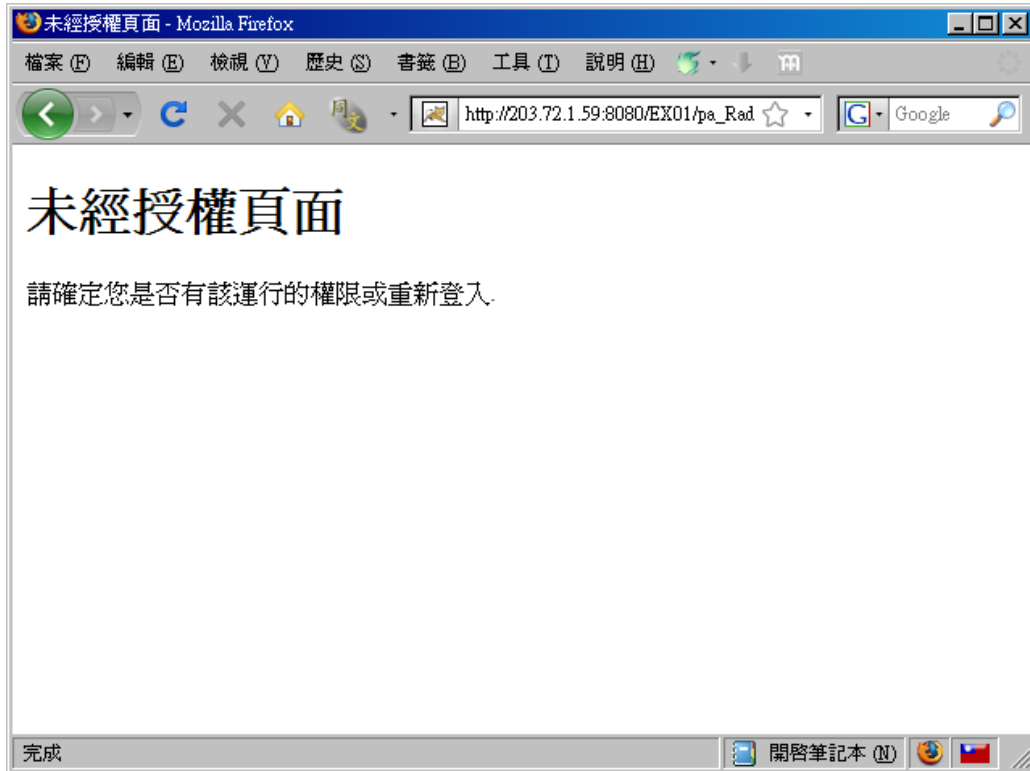 未經授權頁面 - Mozilla Firefox
檔案 (F) 編輯 (E) 檢視 (V) 歷史 (S) 書籤 (B) 工具 (T) 說明 (H)
http://203.72.1.59:8080/EX01/pa_Rad Google
未經授權頁面
請確定您是否有該運行的權限或重新登入.
完成 開啓筆記本 (N)